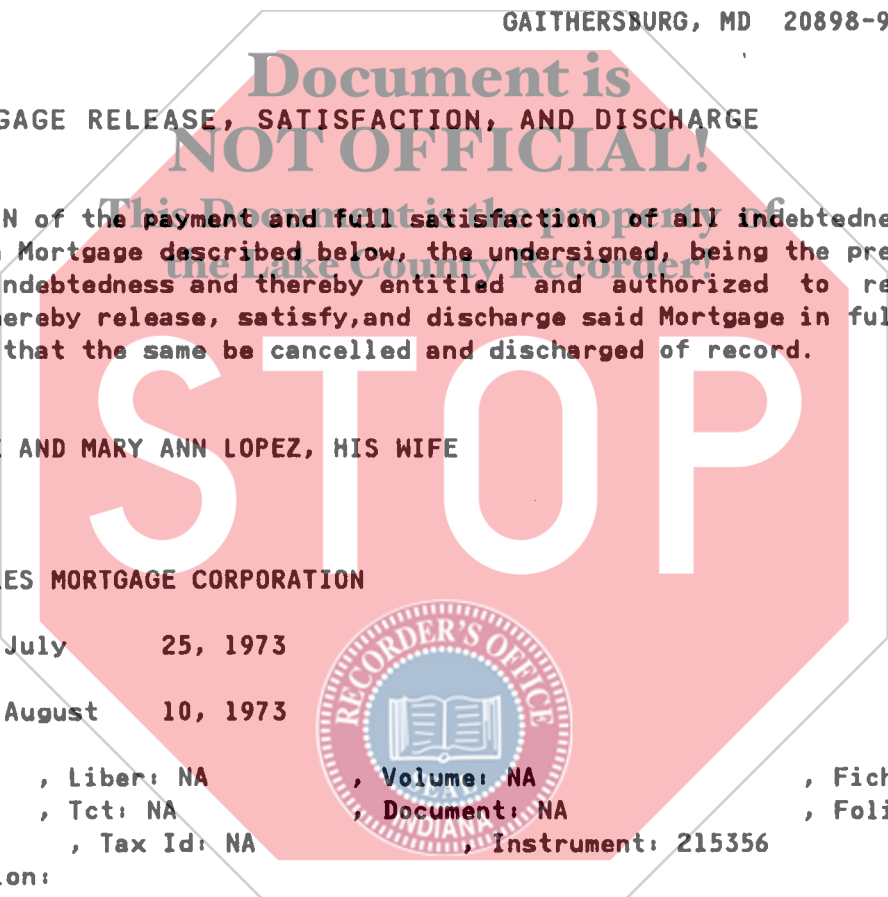 GAITHERSBURG, MD 20898-9
Document is
GAGE RELEASE, SATISFACTION, AND DISCHARGE
NOT OFFICIAL!
N of the payment and full satisfaction of all indebtedne
This Document is the property of
Mortgage described below, the undersigned, being the pre
the Lake County Recorder!
ndebtedness and thereby entitled and authorized to re
hereby release, satisfy,and discharge said Mortgage in ful
that the same be cancelled and discharged of record.
STOP
AND MARY ANN LOPEZ, HIS WIFE
LES MORTGAGE CORPORATION
July 25, 1973
August 10, 1973
RECORDER'S OFFICE
SEAL
INDIANA
, Liber: NA , Volume: NA , Fich
, Tct: NA , Document: NA , Foli
, Tax Id: NA , Instrument: 215356
ion: